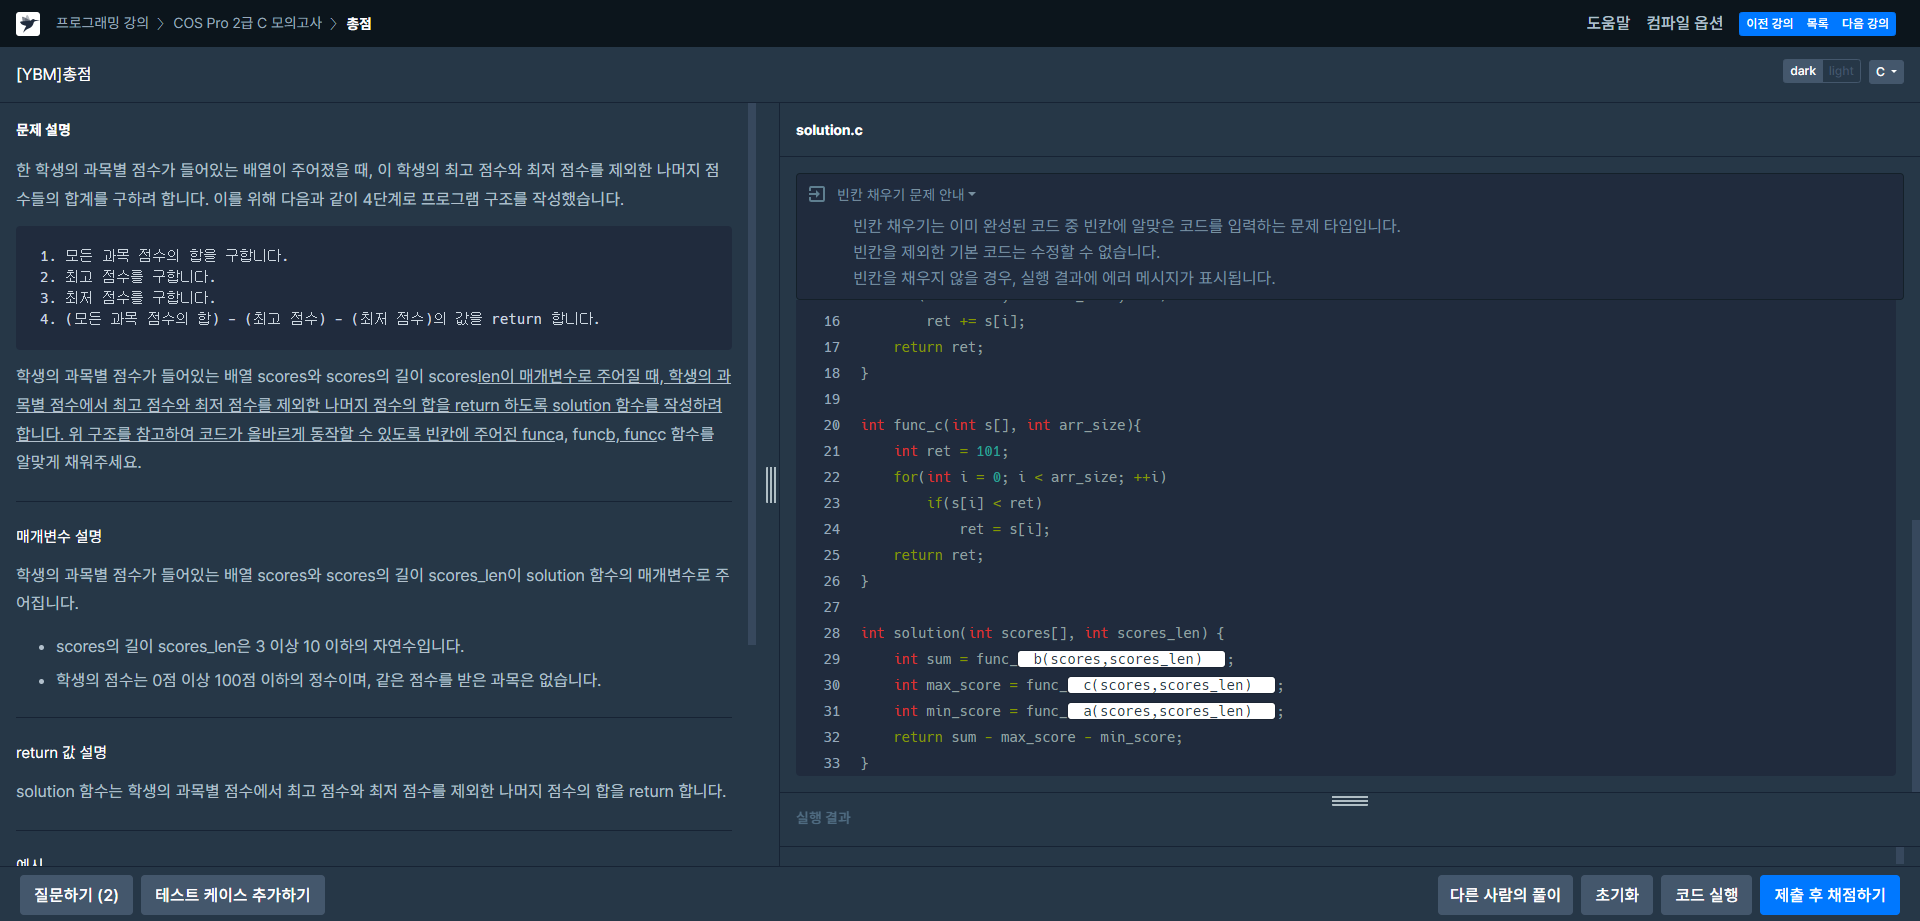 프로그래밍 강의 > COS Pro 2급 C 모의고사 > 총점
도움말 컴파일 옵션 이전 강의 목록 다음 강의
[YBM]총점
dark light C
문제 설명
한 학생의 과목별 점수가 들어있는 배열이 주어졌을 때, 이 학생의 최고 점수와 최저 점수를 제외한 나머지 점
수들의 합계를 구하려 합니다. 이를 위해 다음과 같이 4단계로 프로그램 구조를 작성했습니다.
1. 모든 과목 점수의 합을 구합니다.
2. 최고 점수를 구합니다.
3. 최저 점수를 구합니다.
4. (모든 과목 점수의 합) - (최고 점수) - (최저 점수)의 값을 return 합니다.
학생의 과목별 점수가 들어있는 배열 scores와 scores의 길이 scoreslen이 매개변수로 주어질 때, 학생의 과
목별 점수에서 최고 점수와 최저 점수를 제외한 나머지 점수의 합을 return 하도록 solution 함수를 작성하려
합니다. 위 구조를 참고하여 코드가 올바르게 동작할 수 있도록 빈칸에 주어진 funca, funcb, funcc 함수를
알맞게 채워주세요.
매개변수 설명
학생의 과목별 점수가 들어있는 배열 scores와 scores의 길이 scores_len이 solution 함수의 매개변수로 주
어집니다.
• scores의 길이 scores_len은 3 이상 10 이하의 자연수입니다.
• 학생의 점수는 0점 이상 100점 이하의 정수이며, 같은 점수를 받은 과목은 없습니다.
return 값 설명
solution 함수는 학생의 과목별 점수에서 최고 점수와 최저 점수를 제외한 나머지 점수의 합을 return 합니다.
예시
solution.c
빈칸 채우기 문제 안내
빈칸 채우기는 이미 완성된 코드 중 빈칸에 알맞은 코드를 입력하는 문제 타입입니다.
빈칸을 제외한 기본 코드는 수정할 수 없습니다.
빈칸을 채우지 않을 경우, 실행 결과에 에러 메시지가 표시됩니다.
16 ret += s[i];
17 return ret;
18 }
19
20 int func_c(int s[], int arr_size){
21 int ret = 101;
22 for(int i = 0; i < arr_size; ++i)
23 if(s[i] < ret)
24 ret = s[i];
25 return ret;
26 }
27
28 int solution(int scores[], int scores_len) {
29 int sum = func_b(scores,scores_len) ;
30 int max_score = func_c(scores,scores_len) ;
31 int min_score = func_a(scores,scores_len) ;
32 return sum - max_score - min_score;
33 }
실행 결과
질문하기 (2) 테스트 케이스 추가하기 다른 사람의 풀이 초기화 코드 실행 제출 후 채점하기